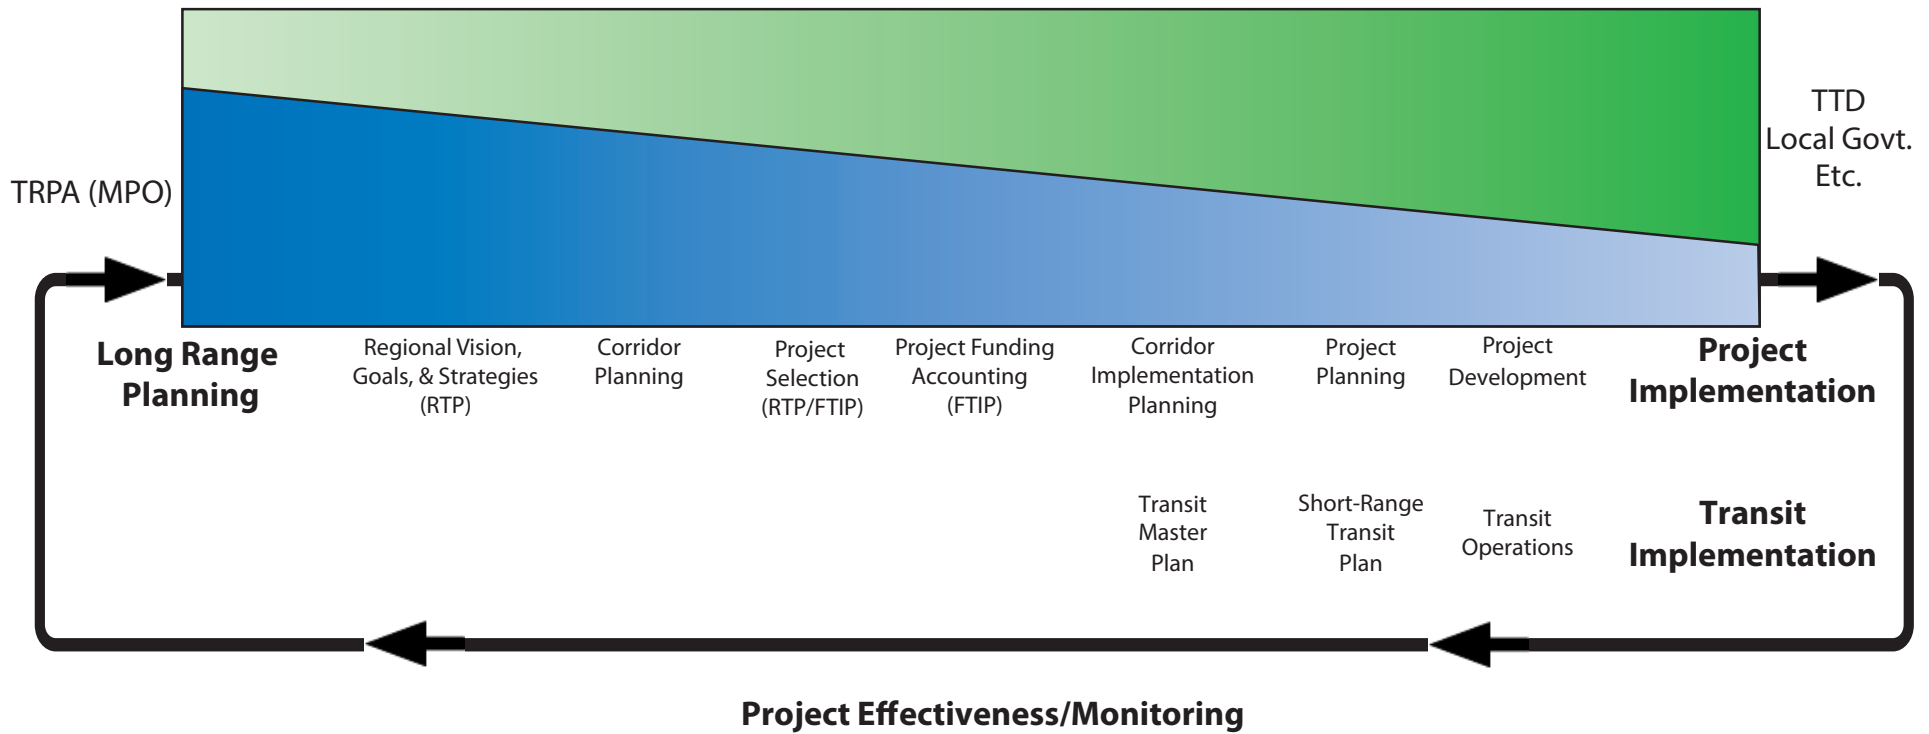 TRPA (MPO)
TTD
Local Govt.
Etc.
Long Range
Planning
Regional Vision,
Goals, & Strategies
(RTP)
Corridor
Planning
Project
Selection
(RTP/FTIP)
Project Funding
Accounting
(FTIP)
Corridor
Implementation
Planning
Project
Planning
Project
Development
Project
Implementation
Transit
Master
Plan
Short-Range
Transit
Plan
Transit
Operations
Transit
Implementation
Project Effectiveness/Monitoring